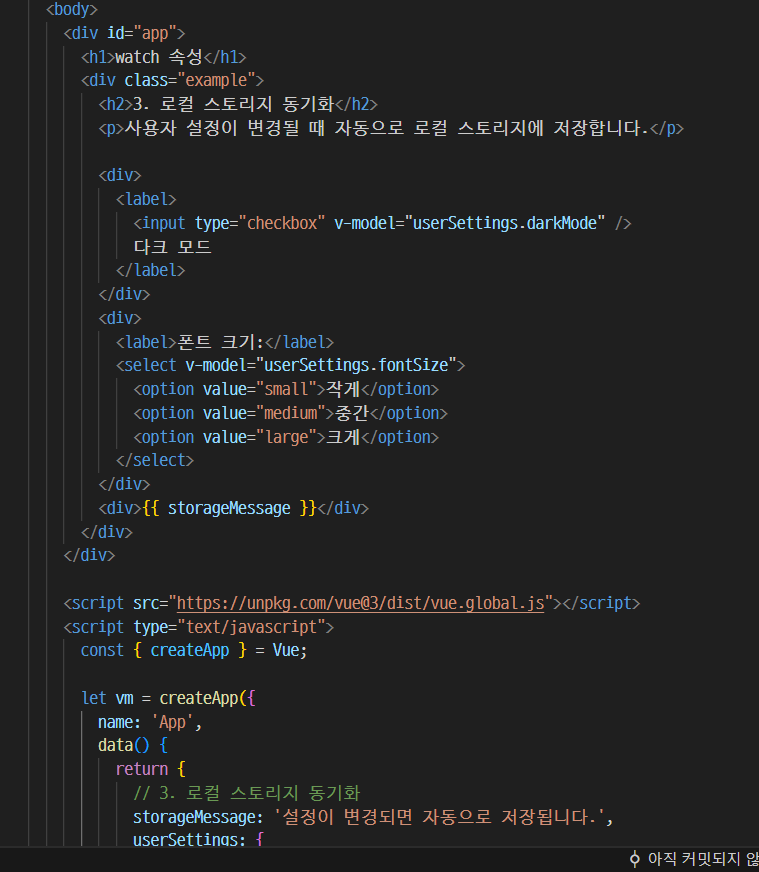 <body>
<div id="app">
<h1>watch 속성</h1>
<div class="example">
<h2>3. 로컬 스토리지 동기화</h2>
<p>사용자 설정이 변경될 때 자동으로 로컬 스토리지에 저장합니다.</p>
<div>
<label>
<input type="checkbox" v-model="userSettings.darkMode" />
다크 모드
</label>
</div>
<div>
<label>폰트 크기:</label>
<select v-model="userSettings.fontSize">
<option value="small">작게</option>
<option value="medium">중간</option>
<option value="large">크게</option>
</select>
</div>
<div>{{ storageMessage }}</div>
</div>
</div>
<script src="https://unpkg.com/vue@3/dist/vue.global.js"></script>
<script type="text/javascript">
const { createApp } = Vue;
let vm = createApp({
name: 'App',
data() {
return {
// 3. 로컬 스토리지 동기화
storageMessage: '설정이 변경되면 자동으로 저장됩니다.',
userSettings: {
아직 커밋되지 않